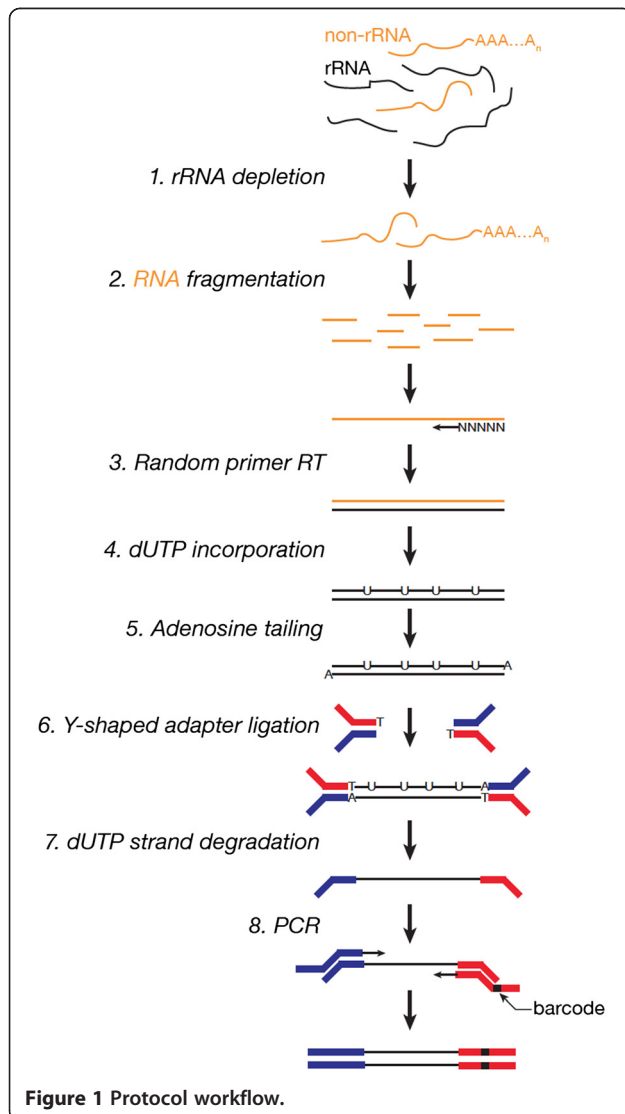 non-rRNA
AAA...An
rRNA
1. rRNA depletion
AAA...An
2. RNA fragmentation
NNNNN
3. Random primer RT
4. dUTP incorporation
U U U U
5. Adenosine tailing
A U U U U A
6. Y-shaped adapter ligation
T
T
T U U U U A
A T
7. dUTP strand degradation
8. PCR
barcode
Figure 1 Protocol workflow.